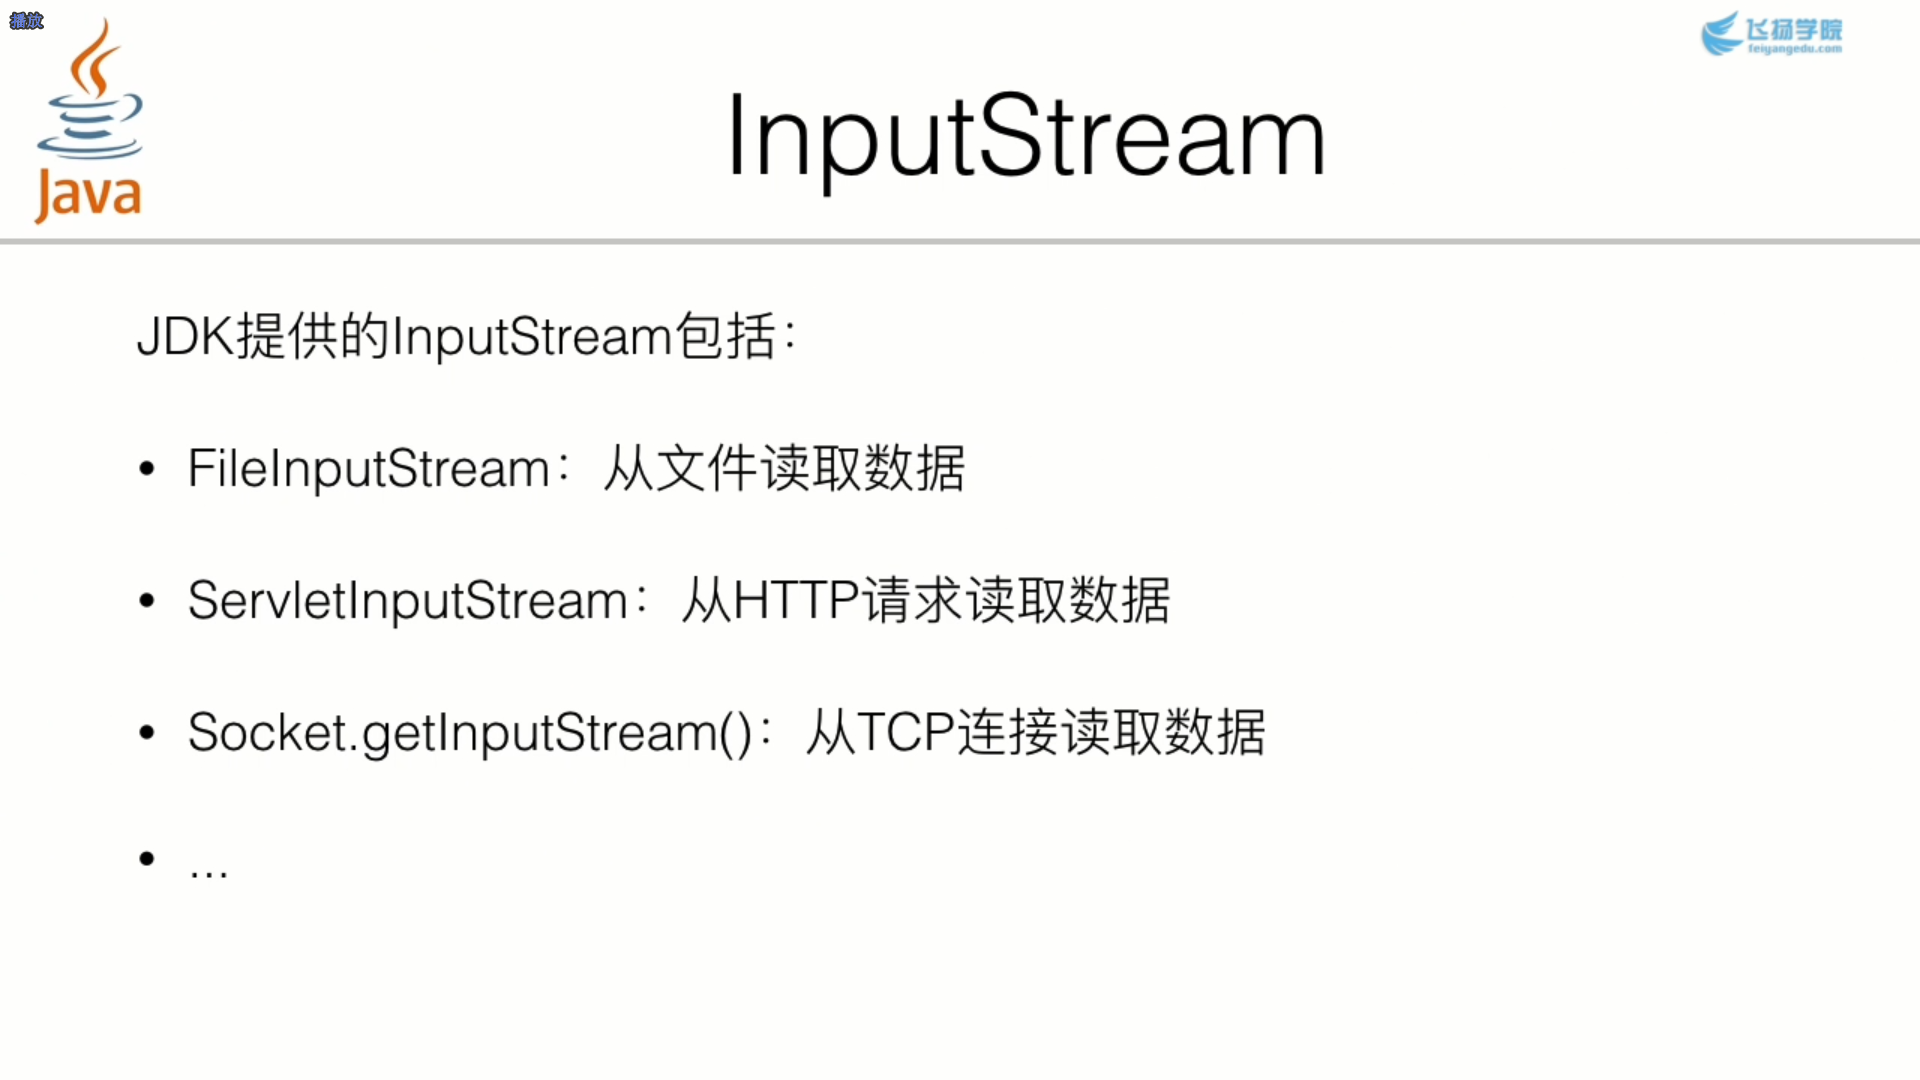 播放
飞扬学院
feiyangedu.com
Java
InputStream
JDK提供的InputStream包括：
• FileInputStream：从文件读取数据
• ServletInputStream：从HTTP请求读取数据
• Socket.getInputStream()：从TCP连接读取数据
• ...